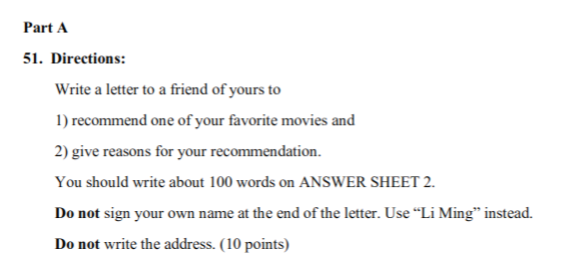 Part A
51. Directions:
Write a letter to a friend of yours to
1) recommend one of your favorite movies and
2) give reasons for your recommendation.
You should write about 100 words on ANSWER SHEET 2.
Do not sign your own name at the end of the letter. Use “Li Ming” instead.
Do not write the address. (10 points)